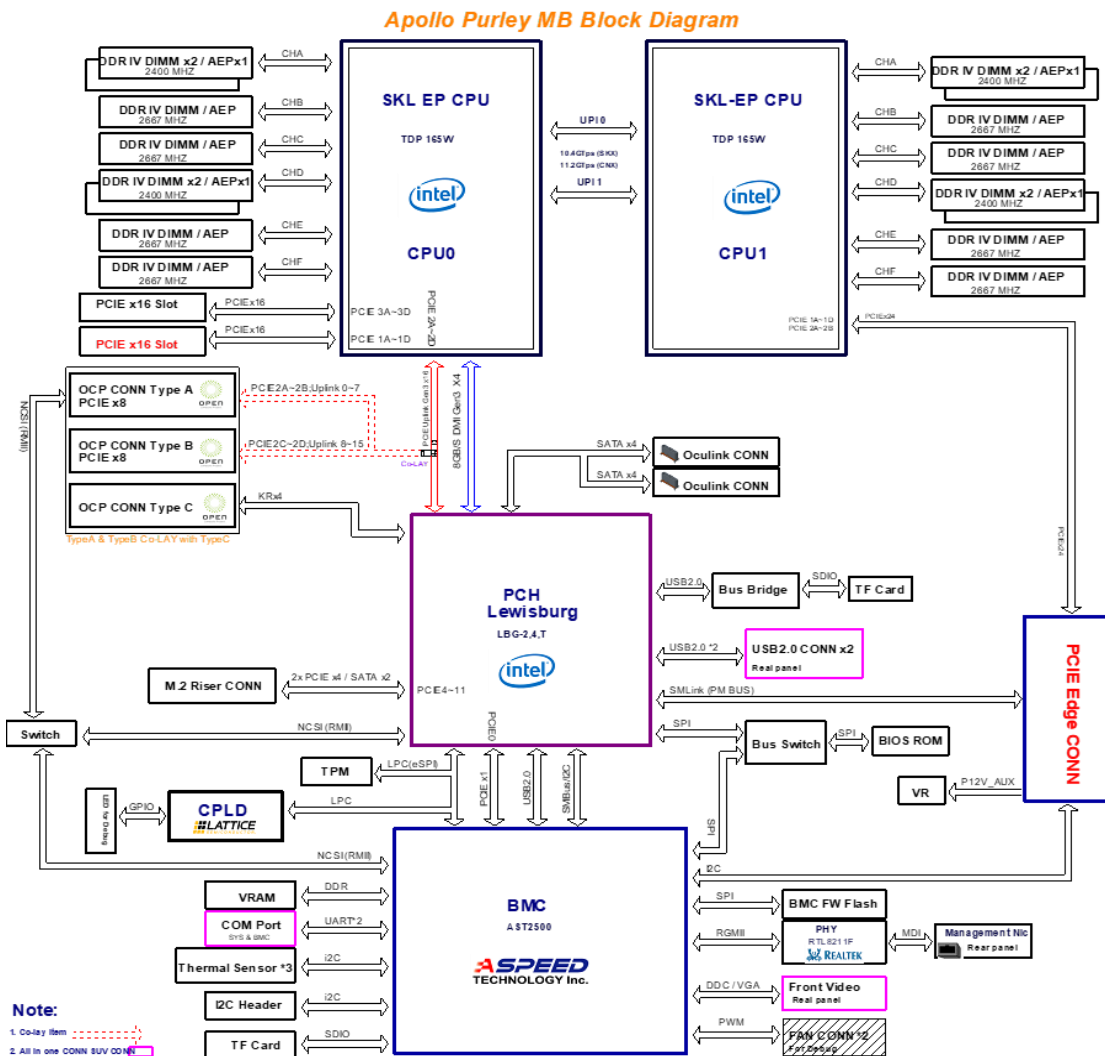 Apollo Purley MB Block Diagram
DDR IV DIMM x2 / AEPx1
2400 MHZ
CHA
DDR IV DIMM / AEP
2667 MHZ
CHB
DDR IV DIMM / AEP
2667 MHZ
CHC
DDR IV DIMM x2 / AEPx1
2400 MHZ
CHD
DDR IV DIMM / AEP
2667 MHZ
CHE
DDR IV DIMM / AEP
2667 MHZ
CHF
PCIE x16 Slot
PCIEx16
PCIE x16 Slot
PCIEx16
SKL EP CPU
TDP 165W
intel
CPU0
PCIE 3A~3D
PCIE 1A~1D
PCIE 2A~2D
UPI0
10.4GTps (SKX)
11.2GTps (CNX)
UPI1
SKL-EP CPU
TDP 165W
intel
CPU1
PCIE 1A~1D
PCIE 2A~2B
CHA
DDR IV DIMM x2 / AEPx1
2400 MHZ
CHB
DDR IV DIMM / AEP
2667 MHZ
CHC
DDR IV DIMM / AEP
2667 MHZ
CHD
DDR IV DIMM x2 / AEPx1
2400 MHZ
CHE
DDR IV DIMM / AEP
2667 MHZ
CHF
DDR IV DIMM / AEP
2667 MHZ
PCIEx24
PCIEx24
NCSI(RMII)
OCP CONN Type A
PCIE x8
OPEN
PCIE2A~2B;Uplink 0~7
OCP CONN Type B
PCIE x8
OPEN
PCIE2C~2D;Uplink 8~15
OCP CONN Type C
OPEN
KRx4
TypeA & TypeB Co-LAY with TypeC
Co-LAY
PCIE Uplink Gen3 x16
8GB/S DMI Gen3 X4
SATA x4
Oculink CONN
SATA x4
Oculink CONN
PCH
Lewisburg
LBG-2,4,T
intel
PCIE4~11
PCIE0
USB2.0
Bus Bridge
SDIO
TF Card
USB2.0 *2
USB2.0 CONN x2
Real panel
SMLink (PM BUS)
PCIE Edge CONN
M.2 Riser CONN
2x PCIE x4 / SATA x2
Switch
NCSI(RMII)
SPI
Bus Switch
SPI
BIOS ROM
VR
P12V_AUX
TPM
LPC(eSPI)
LED for Debug
GPIO
CPLD
LATTICE
LPC
PCIE x1
USB2.0
SMBus/I2C
SPI
NCSI(RMII)
I2C
BMC
AST2500
ASPEED
TECHNOLOGY Inc.
VRAM
DDR
COM Port
SYS & BMC
UART*2
Thermal Sensor *3
i2C
I2C Header
i2C
TF Card
SDIO
SPI
BMC FW Flash
RGMII
PHY
RTL8211F
REALTEK
MDI
Management Nic
Rear panel
DDC / VGA
Front Video
Real panel
PWM
FAN CONN *2
For Debug
Note:
1. Co-lay item
2. All in one CONN SUV CONN